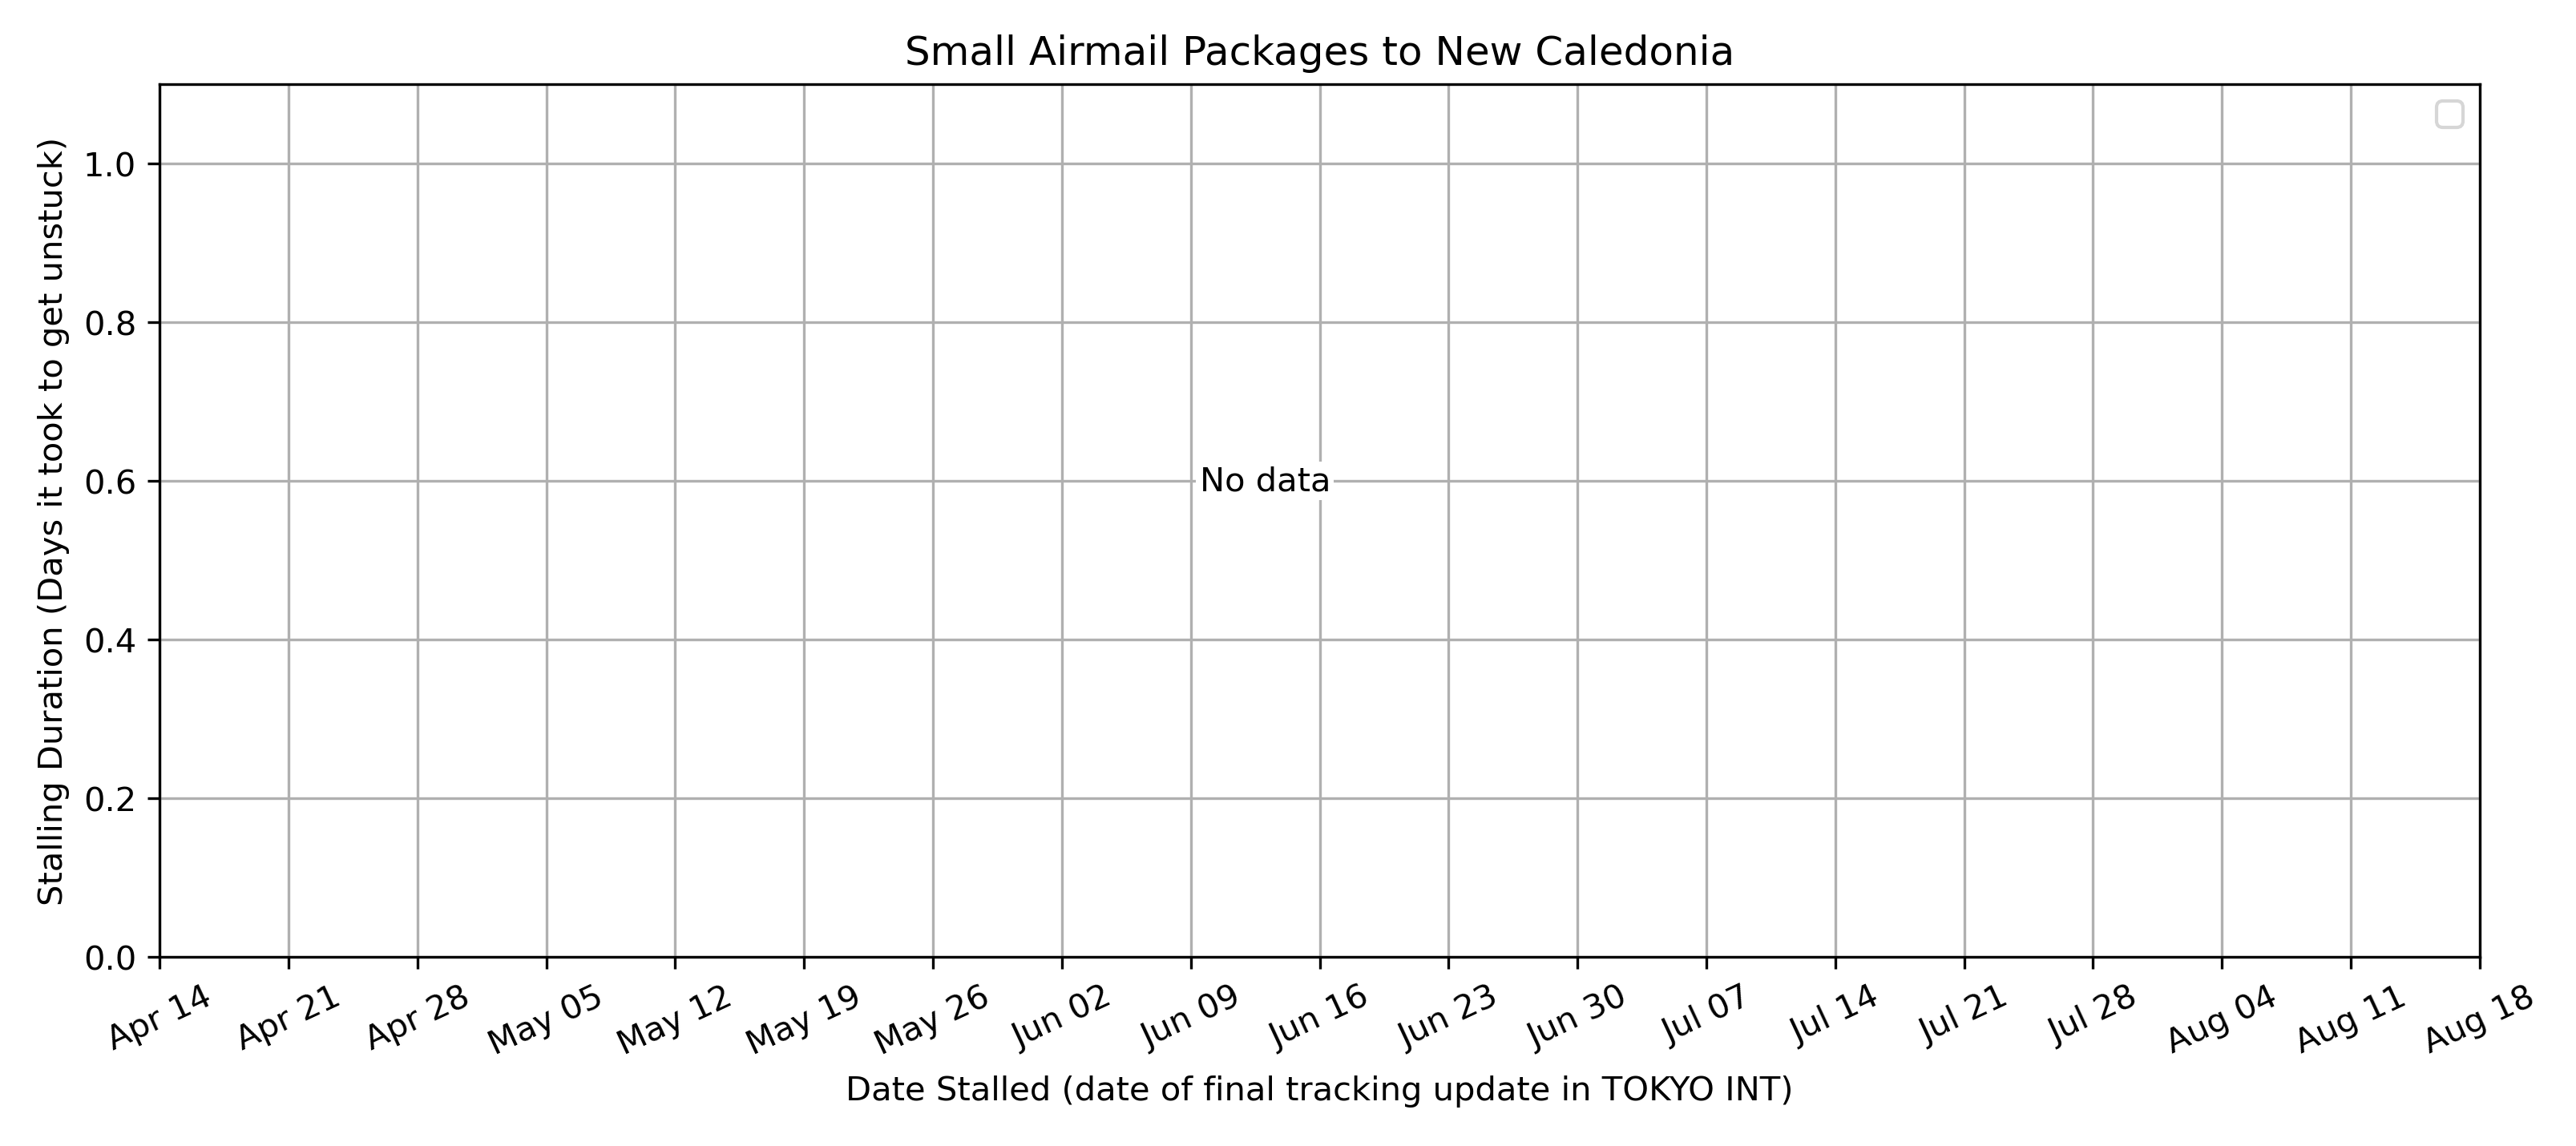 Small Airmail Packages to New Caledonia
Stalling Duration (Days it took to get unstuck)
1.0
0.8
0.6
0.4
0.2
0.0
No data
Apr 14
Apr 21
Apr 28
May 05
May 12
May 19
May 26
Jun 02
Jun 09
Jun 16
Jun 23
Jun 30
Jul 07
Jul 14
Jul 21
Jul 28
Aug 04
Aug 11
Aug 18
Date Stalled (date of final tracking update in TOKYO INT)